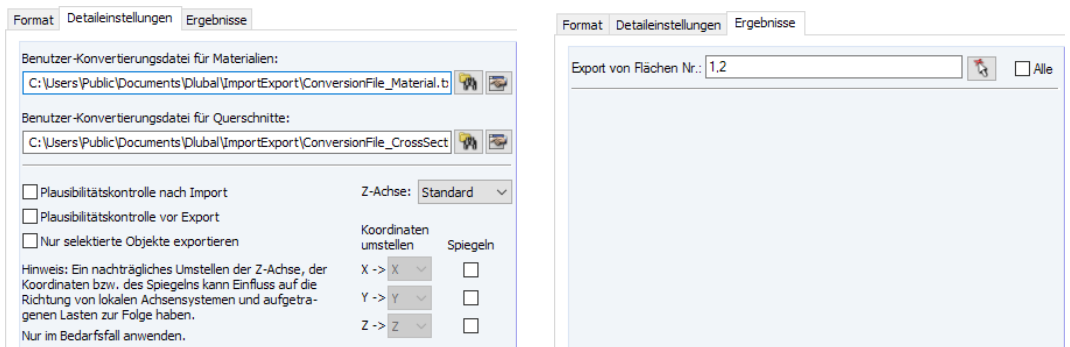 Format Detaileinstellungen Ergebnisse
Benutzer-Konvertierungsdatei für Materialien:
C:\Users\Public\Documents\Dlubal\ImportExport\ConversionFile_Material.t
Benutzer-Konvertierungsdatei für Querschnitte:
C:\Users\Public\Documents\Dlubal\ImportExport\ConversionFile_CrossSect
Plausibilitätskontrolle nach Import
Z-Achse: Standard
Plausibilitätskontrolle vor Export
Nur selektierte Objekte exportieren
Koordinaten
umstellen
Spiegeln
Hinweis: Ein nachträgliches Umstellen der Z-Achse, der
Koordinaten bzw. des Spiegelns kann Einfluss auf die
Richtung von lokalen Achsensystemen und aufgetra-
genen Lasten zur Folge haben.
Nur im Bedarfsfall anwenden.
X -> X
Y -> Y
Z -> Z
Format Detaileinstellungen Ergebnisse
Export von Flächen Nr.: 1,2
Alle